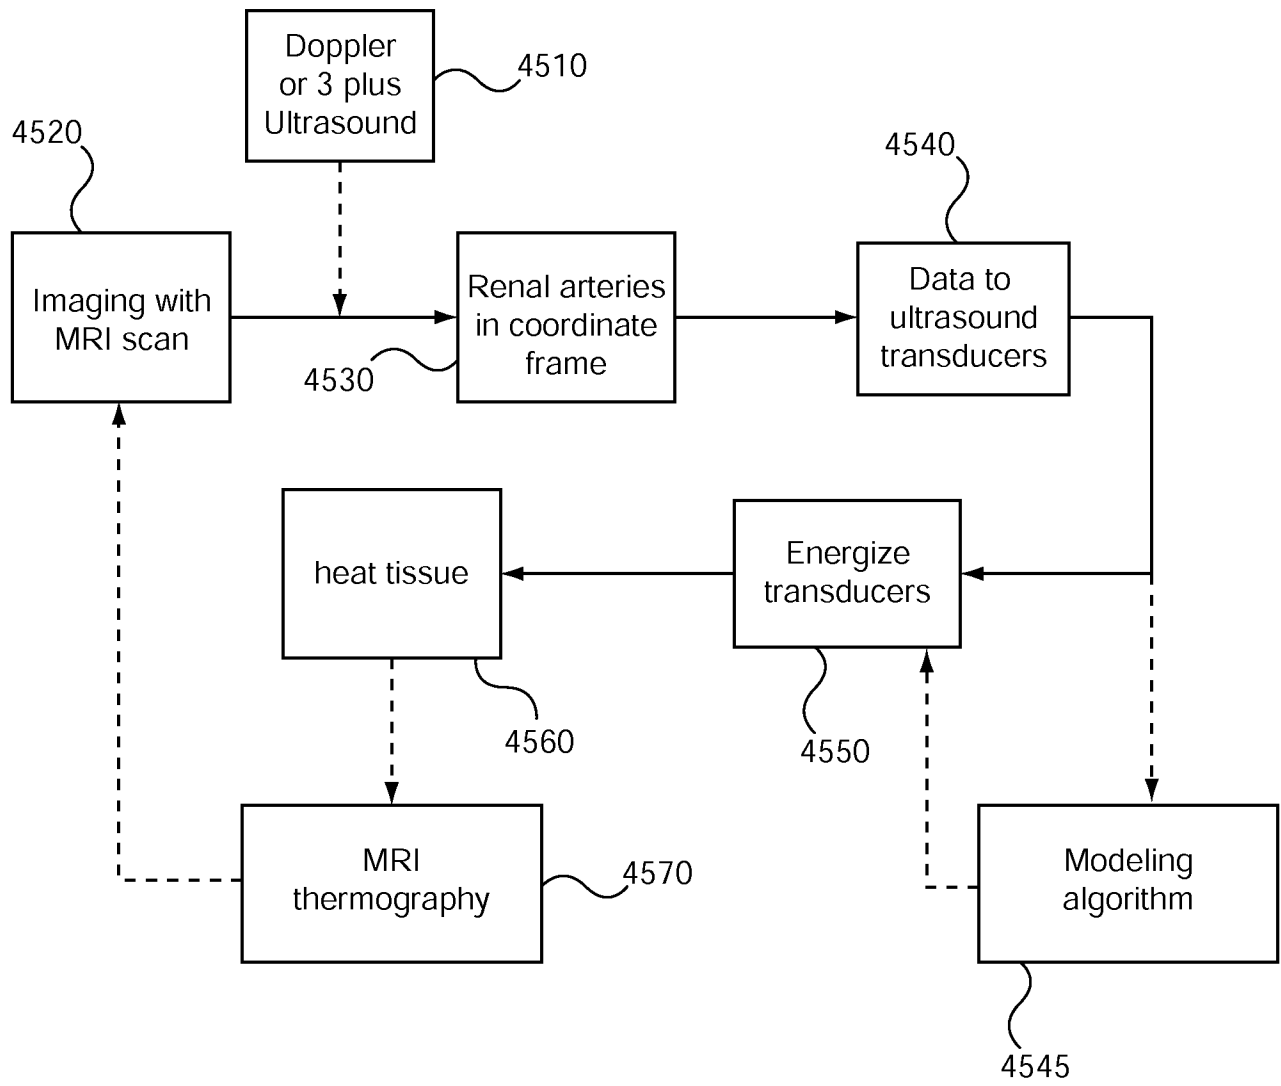 Doppler
or 3 plus
Ultrasound
4510
4520
4540
Imaging with
MRI scan
Renal arteries
in coordinate
frame
4530
Data to
ultrasound
transducers
heat tissue
4560
Energize
transducers
4550
MRI
thermography
4570
Modeling
algorithm
4545